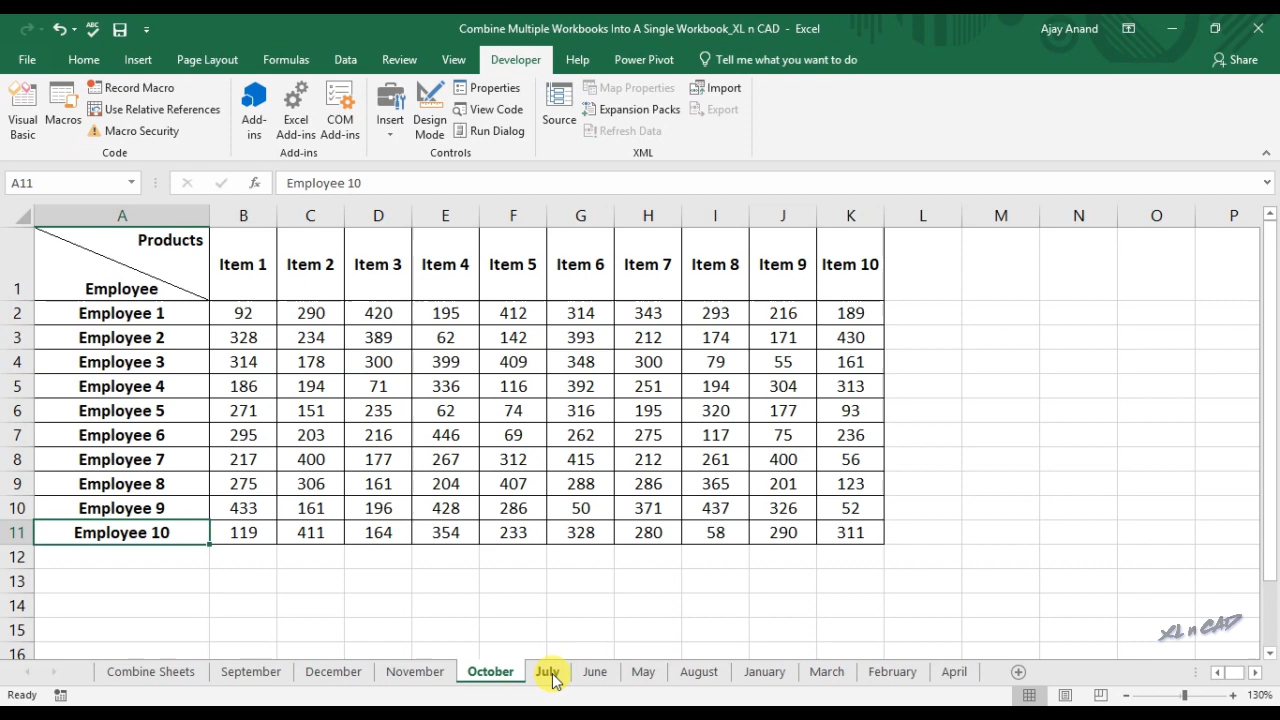 Combine Multiple Workbooks Into A Single Workbook_XL n CAD - Excel
Ajay Anand
File Home Insert Page Layout Formulas Data Review View Developer Help Power Pivot Tell me what you want to do Share
Visual Basic
Macros
Record Macro
Use Relative References
Macro Security
Code
Add-ins
Excel Add-ins
COM Add-ins
Add-ins
Insert
Design Mode
Properties
View Code
Run Dialog
Controls
Source
Map Properties
Expansion Packs
Refresh Data
Import
Export
XML
A11 fx Employee 10
A B C D E F G H I J K L M N O P
Products
1 Employee Item 1 Item 2 Item 3 Item 4 Item 5 Item 6 Item 7 Item 8 Item 9 Item 10
2 Employee 1 92 290 420 195 412 314 343 293 216 189
3 Employee 2 328 234 389 62 142 393 212 174 171 430
4 Employee 3 314 178 300 399 409 348 300 79 55 161
5 Employee 4 186 194 71 336 116 392 251 194 304 313
6 Employee 5 271 151 235 62 74 316 195 320 177 93
7 Employee 6 295 203 216 446 69 262 275 117 75 236
8 Employee 7 217 400 177 267 312 415 212 261 400 56
9 Employee 8 275 306 161 204 407 288 286 365 201 123
10 Employee 9 433 161 196 428 286 50 371 437 326 52
11 Employee 10 119 411 164 354 233 328 280 58 290 311
12
13
14
15
16
XL n CAD
Combine Sheets September December November October July June May August January March February April
Ready 130%